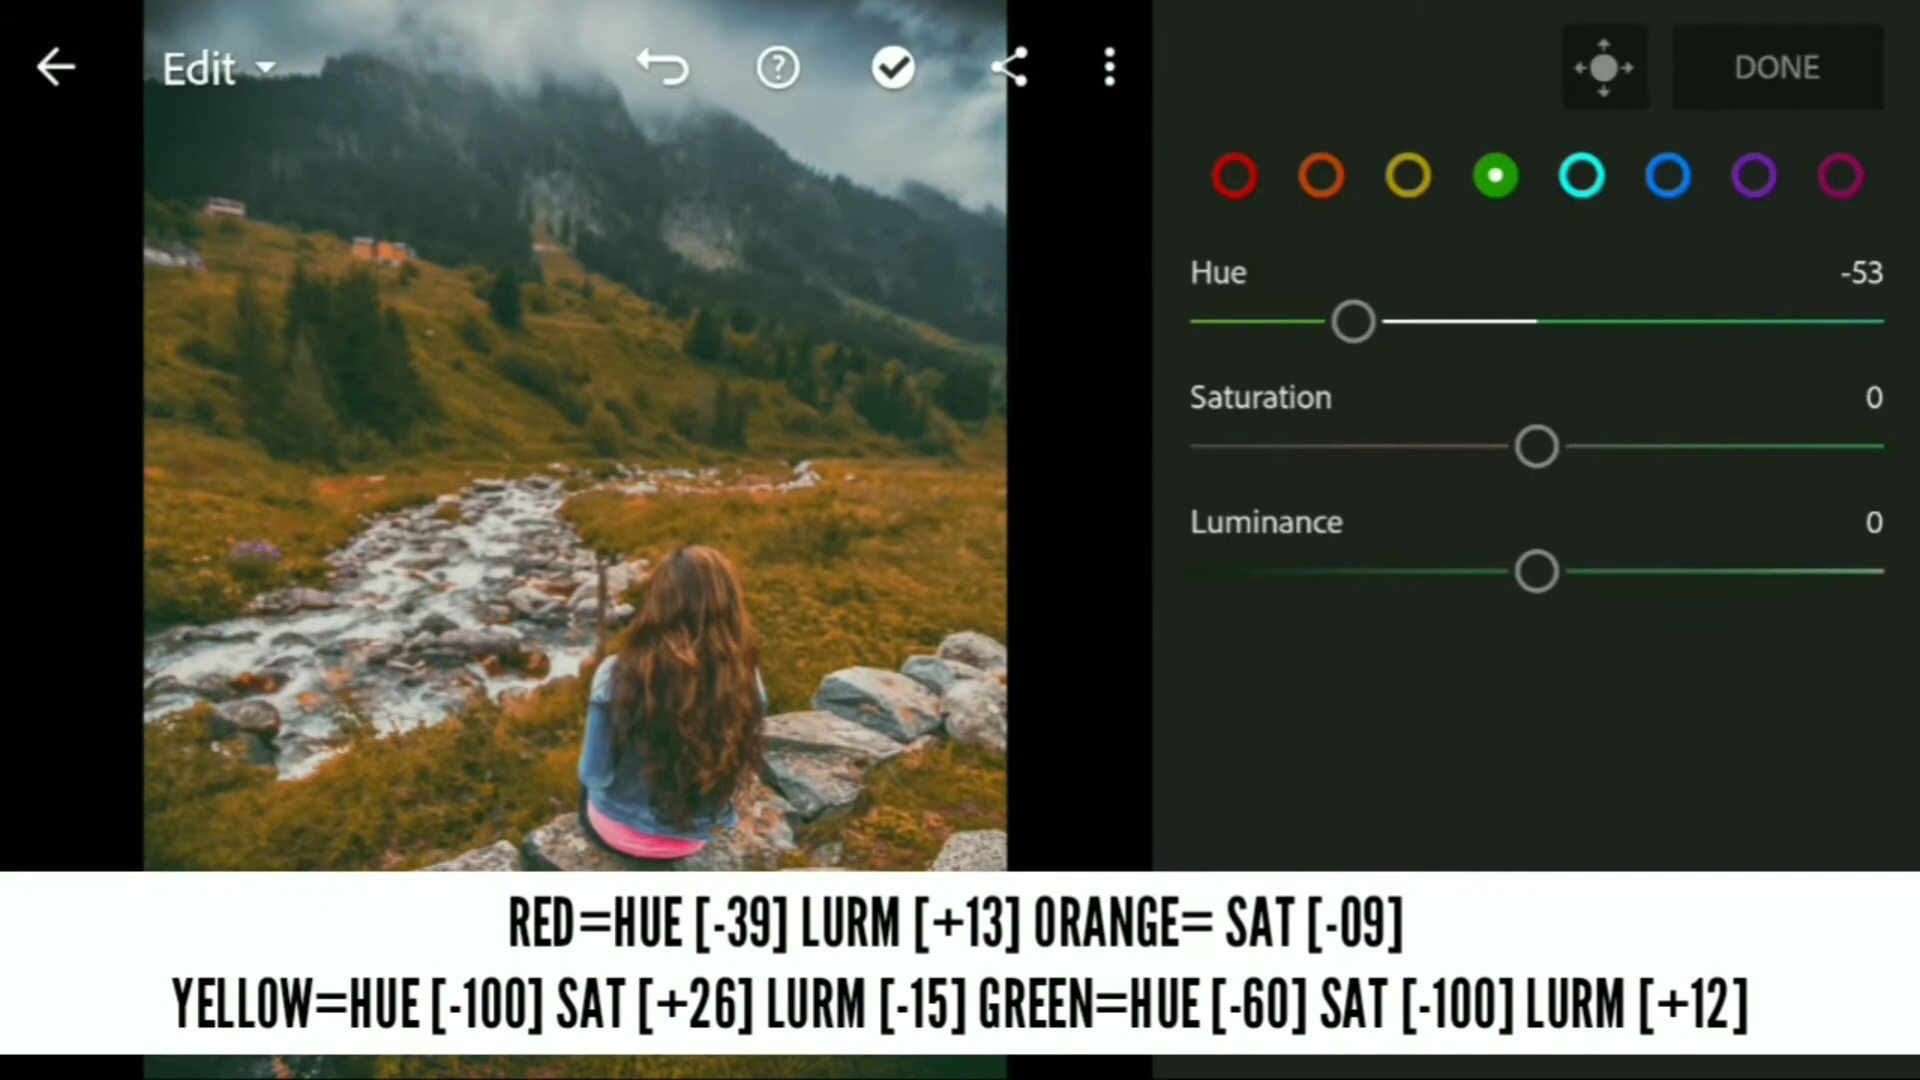 Edit
DONE
Hue -53
Saturation 0
Luminance 0
RED=HUE [-39] LURM [+13] ORANGE= SAT [-09]
YELLOW=HUE [-100] SAT [+26] LURM [-15] GREEN=HUE [-60] SAT [-100] LURM [+12]